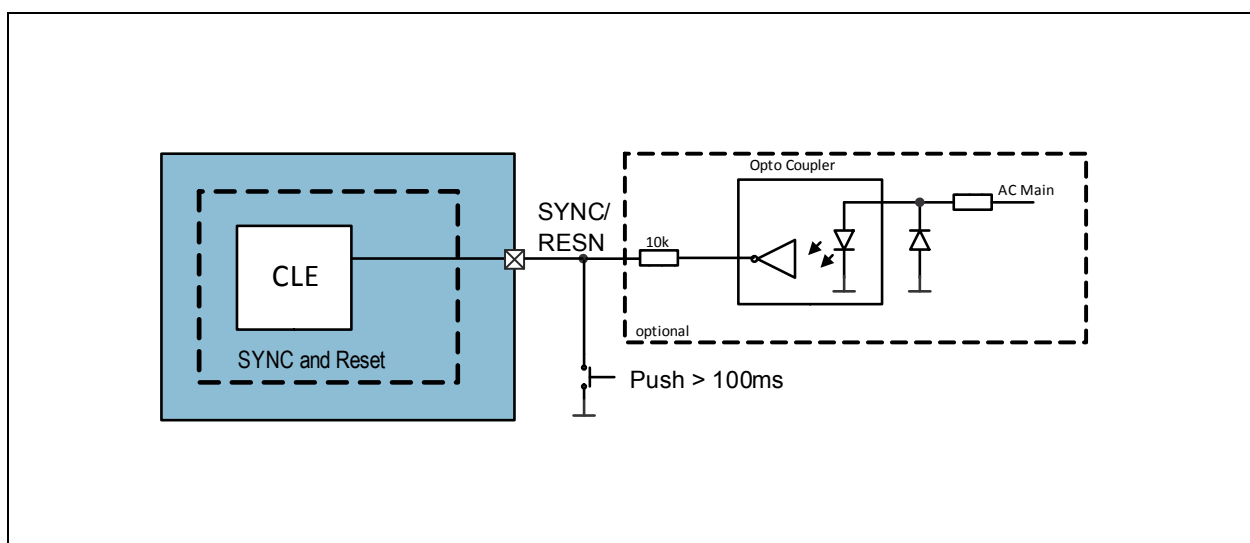 Opto Coupler
AC Main
SYNC/
RESN
10k
CLE
optional
SYNC and Reset
Push > 100ms